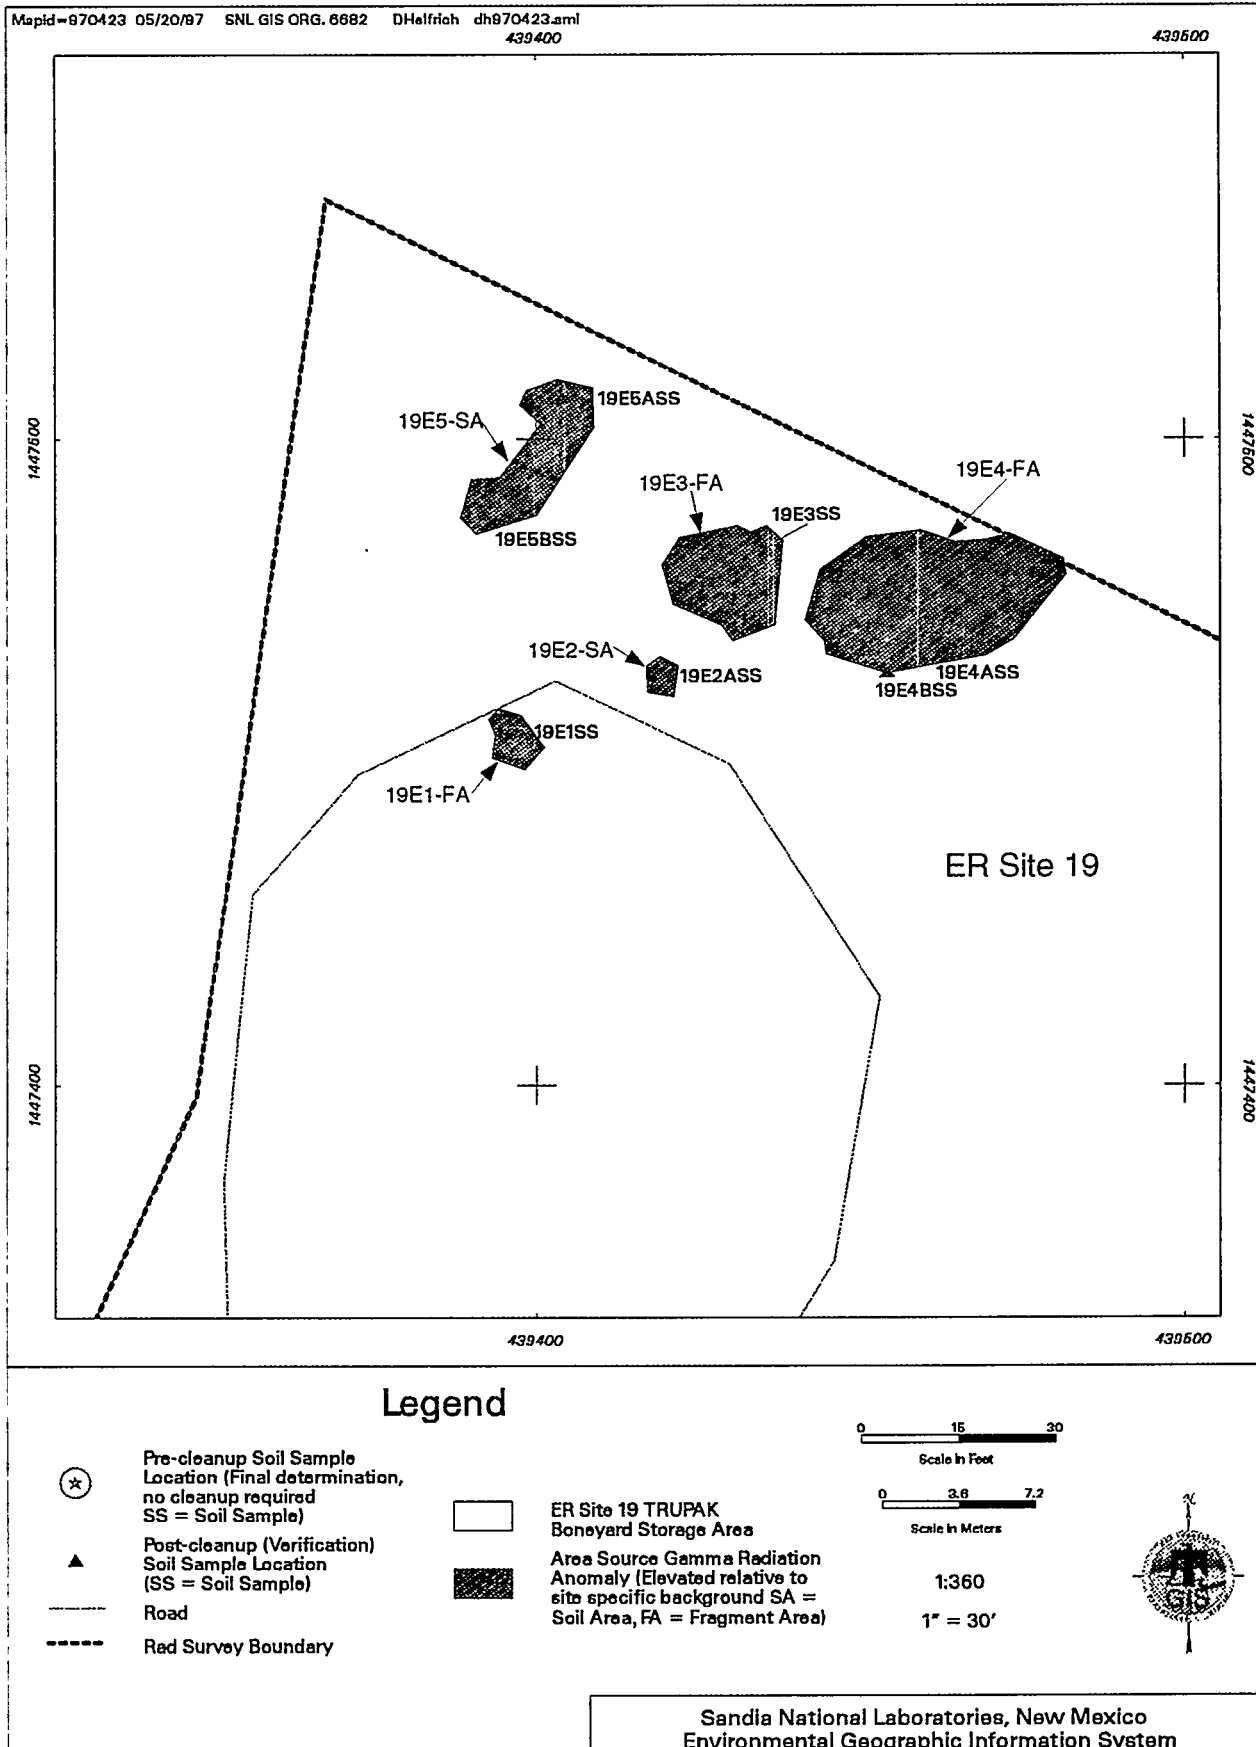 MapId=970423 05/20/97 SNL GIS ORG. 6682 DHelfrich dh970423.aml
439400
439500
19E5ASS
19E5-SA
1447500
1447500
19E4-FA
19E3-FA
19E3SS
19E5BSS
19E2-SA
19E2ASS
19E4ASS
19E4BSS
19E1SS
19E1-FA
ER Site 19
1447400
1447400
439400
439500
Legend
Pre-cleanup Soil Sample
Location (Final determination,
no cleanup required
SS = Soil Sample)
Post-cleanup (Verification)
Soil Sample Location
(SS = Soil Sample)
Road
Rad Survey Boundary
ER Site 19 TRUPAK
Boneyard Storage Area
Area Source Gamma Radiation
Anomaly (Elevated relative to
site specific background SA =
Soil Area, FA = Fragment Area)
0 15 30
Scale in Feet
0 3.6 7.2
Scale in Meters
1:360
1" = 30'
N
GIS
Sandia National Laboratories, New Mexico
Environmental Geographic Information System